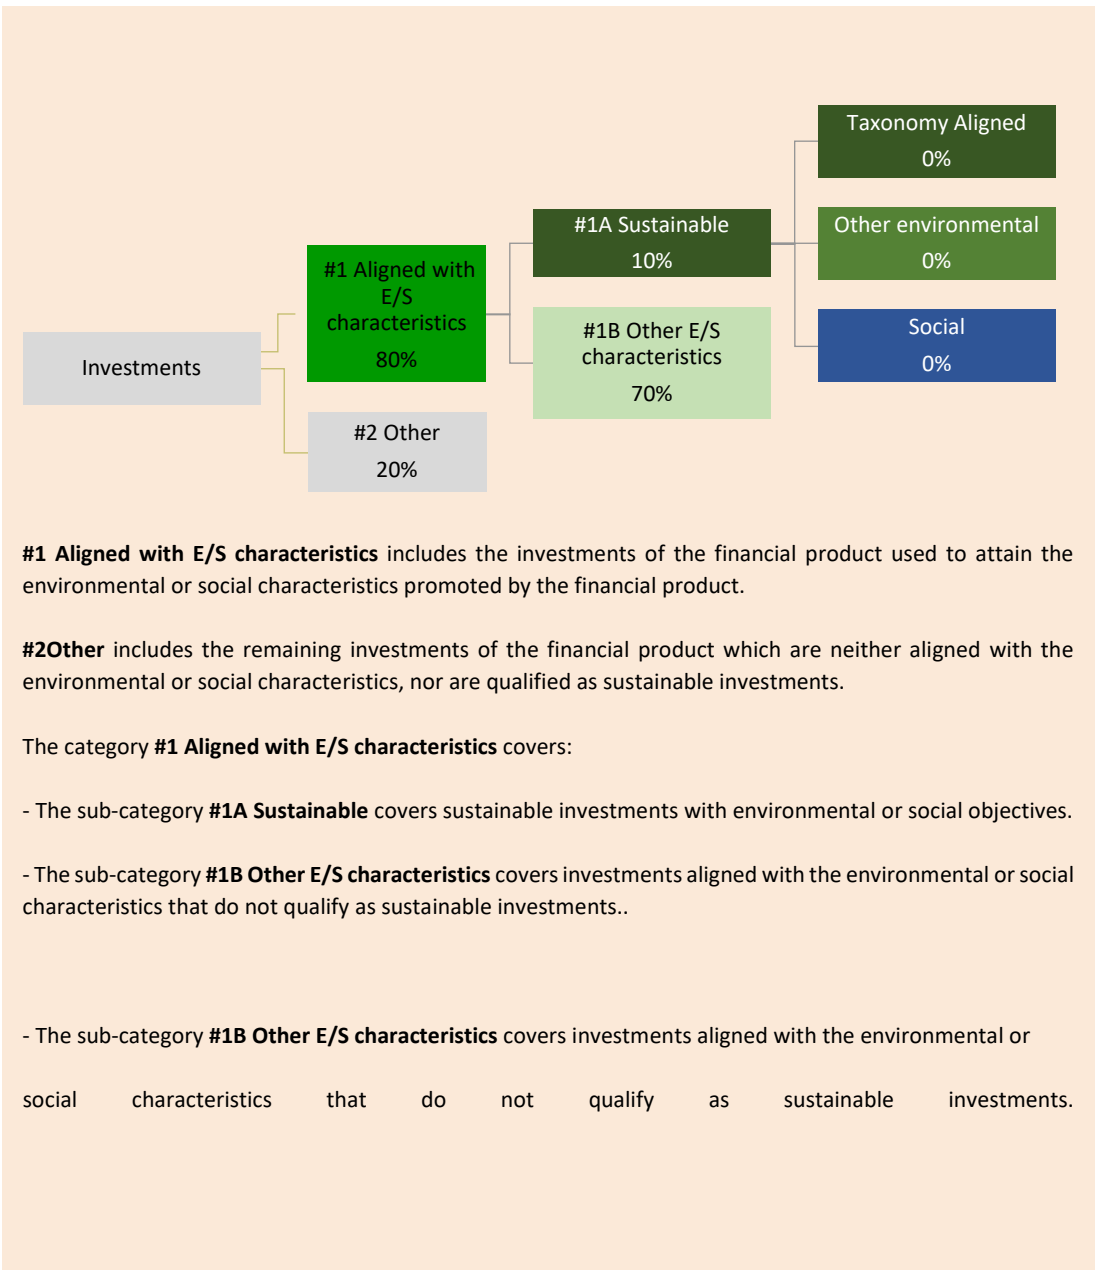 Taxonomy Aligned
0%
#1A Sustainable
10%
Other environmental
0%
#1 Aligned with
E/S
characteristics
80%
#1B Other E/S
characteristics
70%
Social
0%
Investments
#2 Other
20%
#1 Aligned with E/S characteristics includes the investments of the financial product used to attain the
environmental or social characteristics promoted by the financial product.
#2Other includes the remaining investments of the financial product which are neither aligned with the
environmental or social characteristics, nor are qualified as sustainable investments.
The category #1 Aligned with E/S characteristics covers:
- The sub-category #1A Sustainable covers sustainable investments with environmental or social objectives.
- The sub-category #1B Other E/S characteristics covers investments aligned with the environmental or social
characteristics that do not qualify as sustainable investments..
- The sub-category #1B Other E/S characteristics covers investments aligned with the environmental or
social characteristics that do not qualify as sustainable investments.